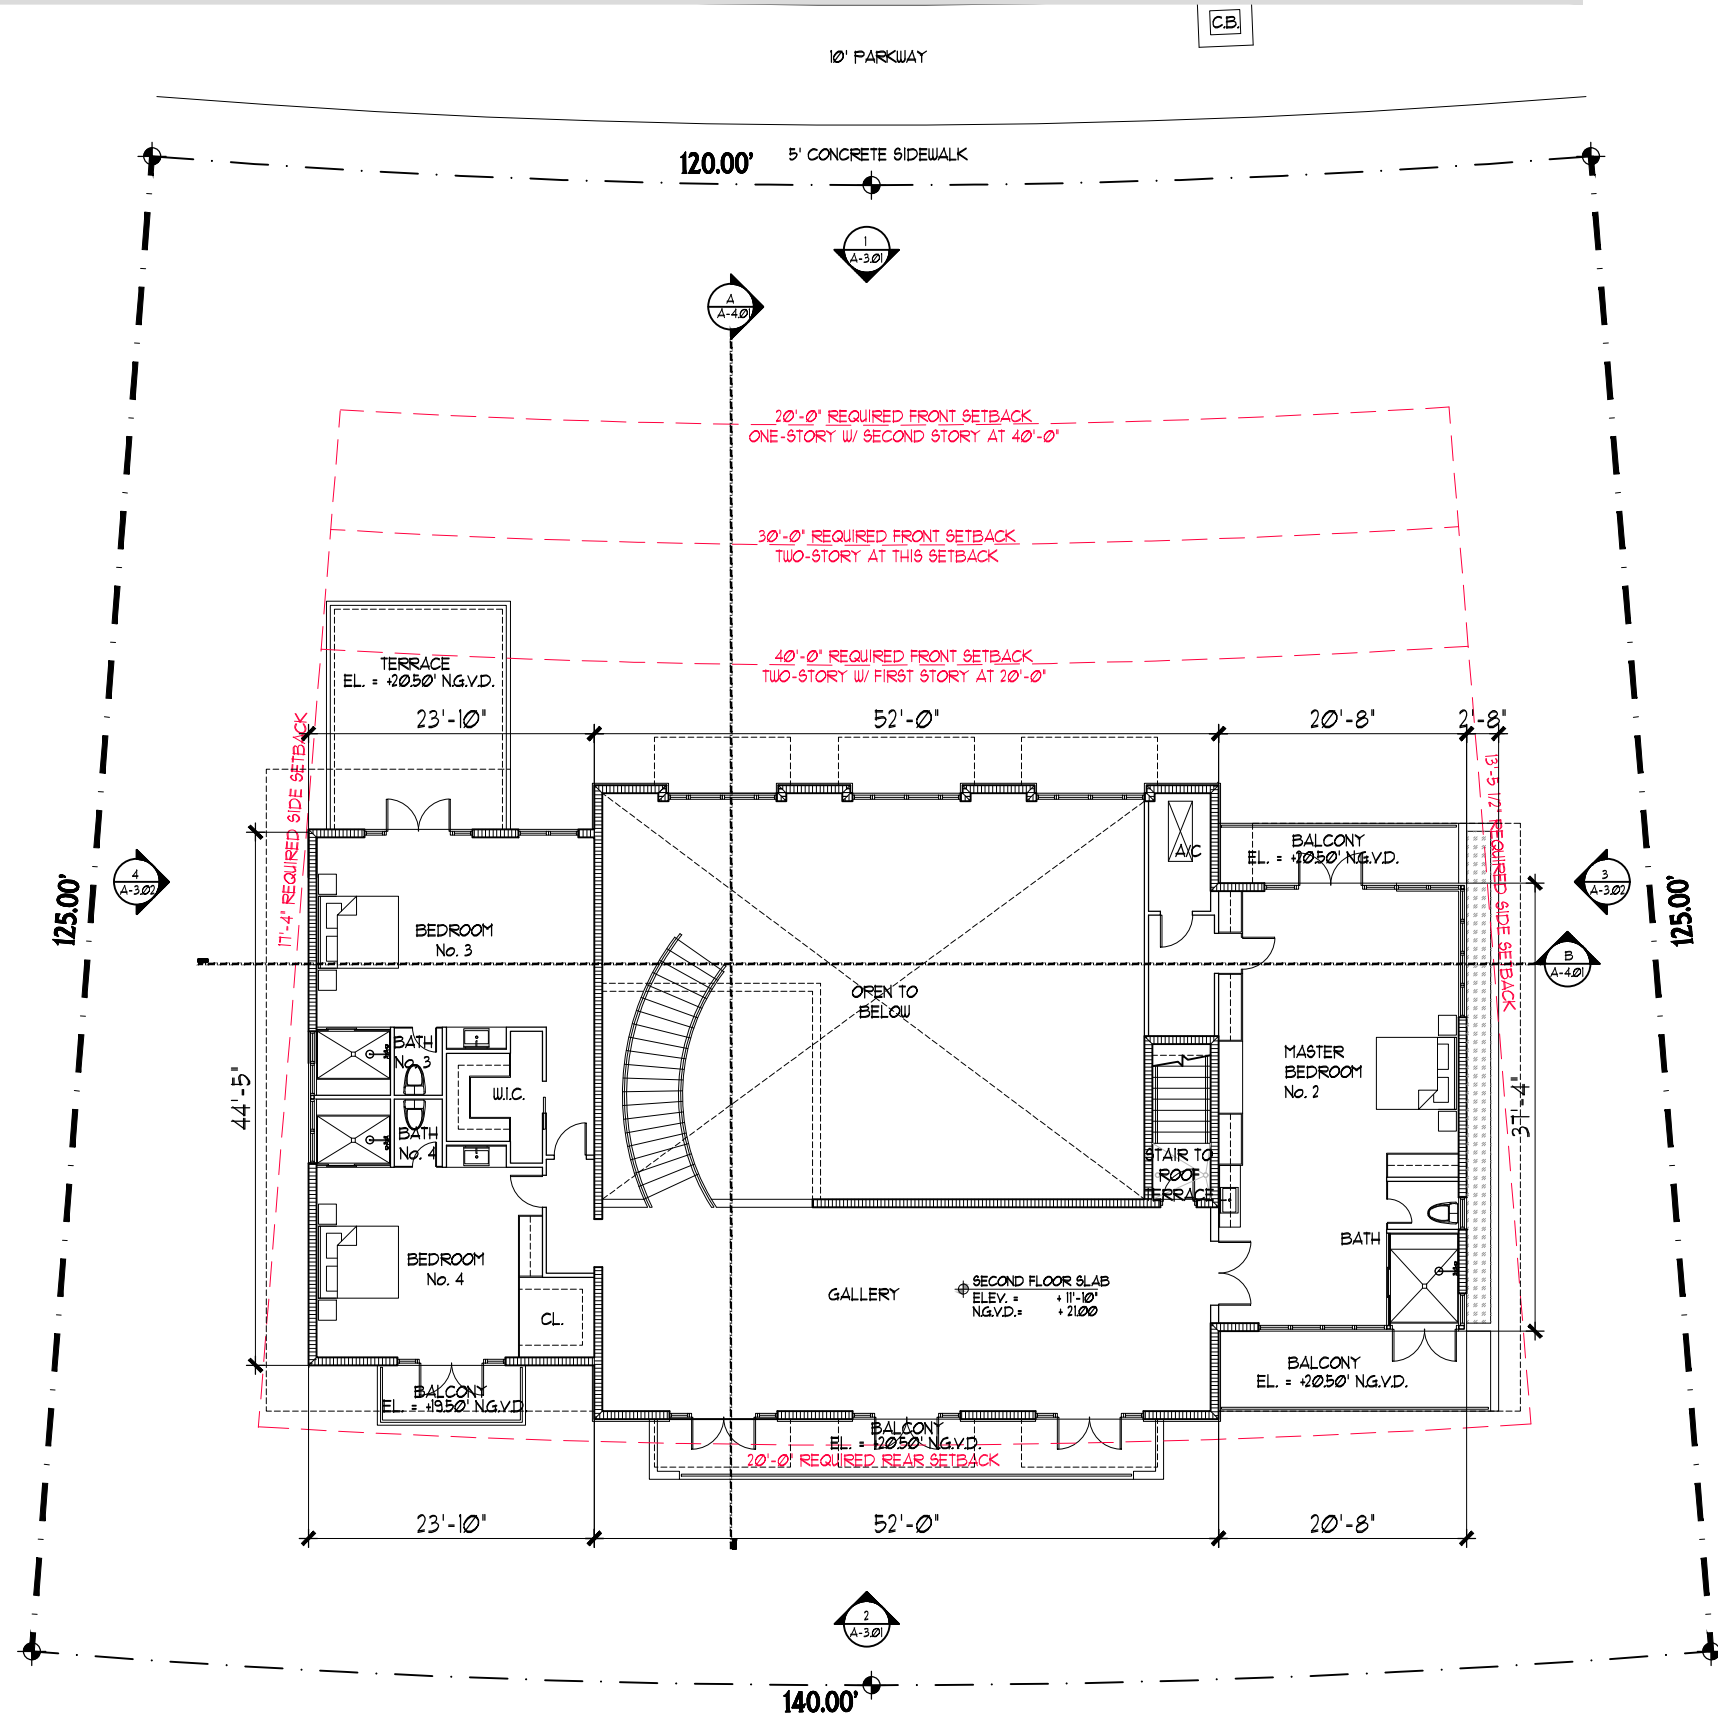 C.B.
10' PARKWAY
5' CONCRETE SIDEWALK
120.00'
1
A-3.01
A
A-4.01
20'-0" REQUIRED FRONT SETBACK
ONE-STORY W/ SECOND STORY AT 40'-0"
30'-0" REQUIRED FRONT SETBACK
TWO-STORY AT THIS SETBACK
40'-0" REQUIRED FRONT SETBACK
TWO-STORY W/ FIRST STORY AT 20'-0"
TERRACE
EL. = +20.50' N.G.V.D.
23'-10"
52'-0"
20'-8"
2'-8"
17'-4" REQUIRED SIDE SETBACK
13'-5 1/2" REQUIRED SIDE SETBACK
A/C
BALCONY
EL. = +20.50' N.G.V.D.
4
A-3.02
3
A-3.02
125.00'
125.00'
BEDROOM
No. 3
B
A-4.01
OPEN TO
BELOW
BATH
No. 3
W.I.C.
MASTER
BEDROOM
No. 2
44'-5"
37'-4"
BATH
No. 4
STAIR TO
ROOF
TERRACE
BATH
BEDROOM
No. 4
GALLERY
SECOND FLOOR SLAB
ELEV. = + 11'-10"
N.G.V.D.= + 21.00
CL.
BALCONY
EL. = +20.50' N.G.V.D.
BALCONY
EL. = +19.50' N.G.V.D.
BALCONY
EL. = +20.50' N.G.V.D.
20'-0" REQUIRED REAR SETBACK
23'-10"
52'-0"
20'-8"
2
A-3.01
140.00'